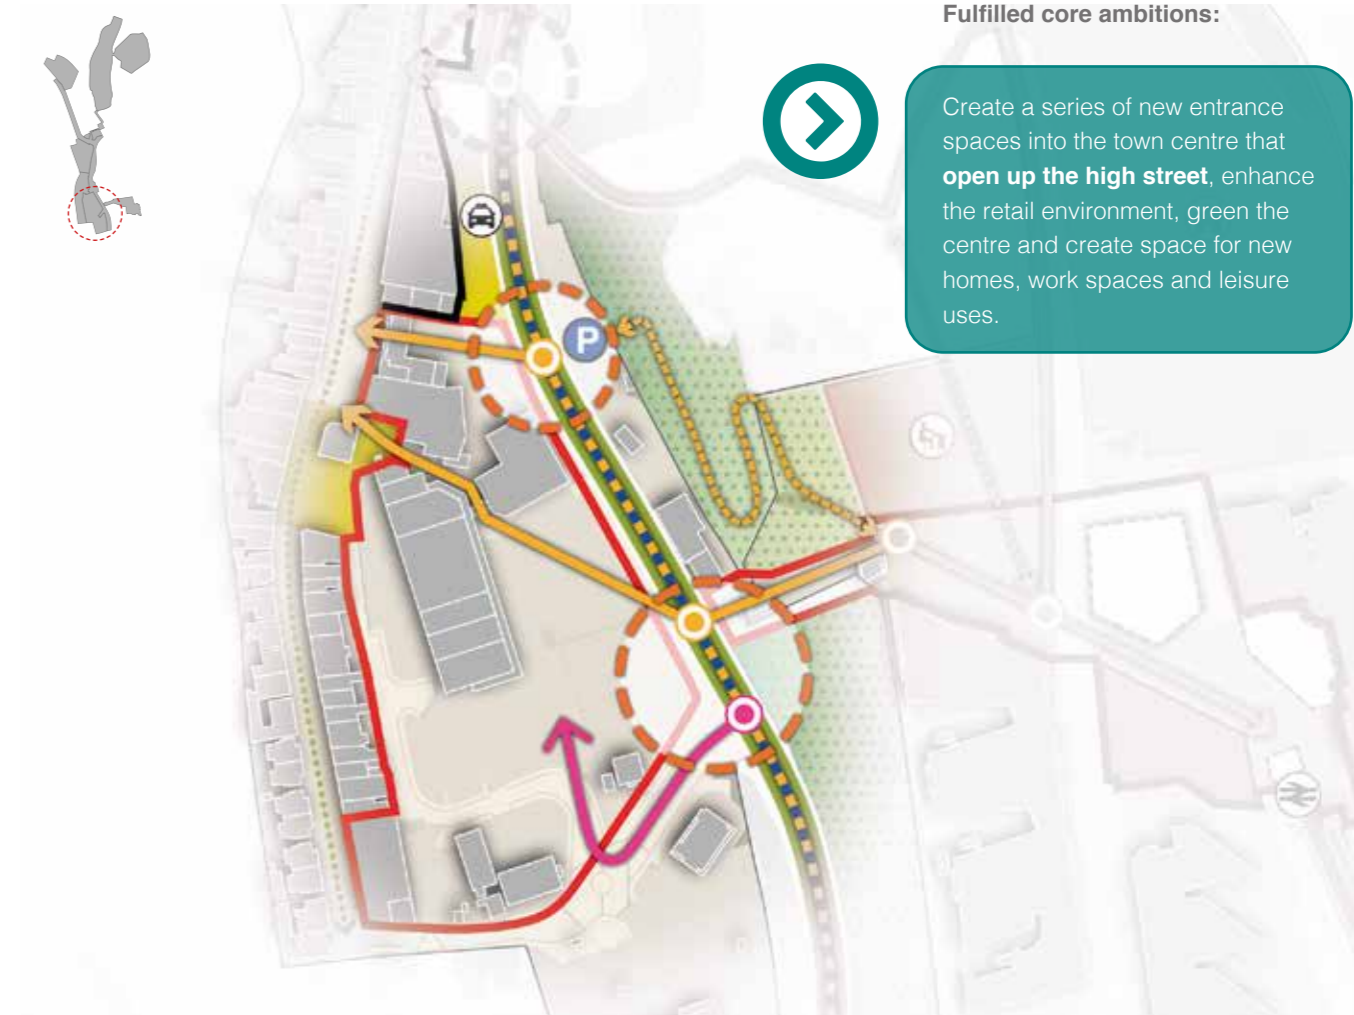 Fulfilled core ambitions:
Create a series of new entrance
spaces into the town centre that
open up the high street, enhance
the retail environment, green the
centre and create space for new
homes, work spaces and leisure
uses.
P